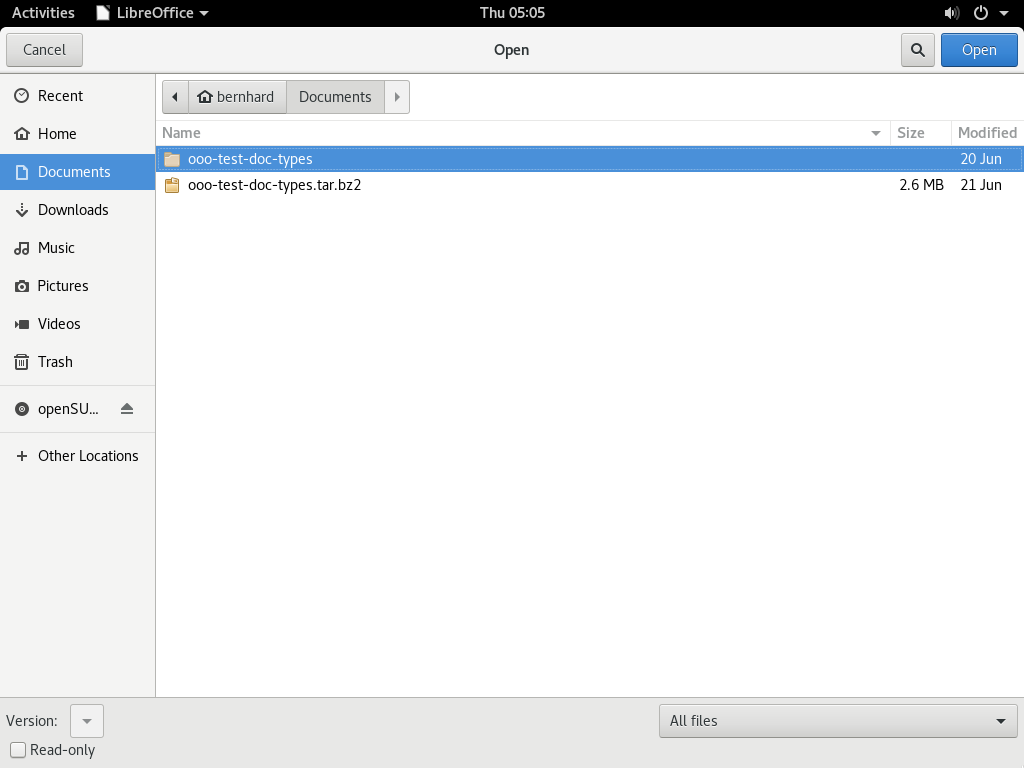 Activities LibreOffice Thu 05:05
Cancel Open Open
Recent
Home
Documents
Downloads
Music
Pictures
Videos
Trash
openSU...
Other Locations
bernhard Documents
Name Size Modified
ooo-test-doc-types 20 Jun
ooo-test-doc-types.tar.bz2 2.6 MB 21 Jun
Version: All files
Read-only